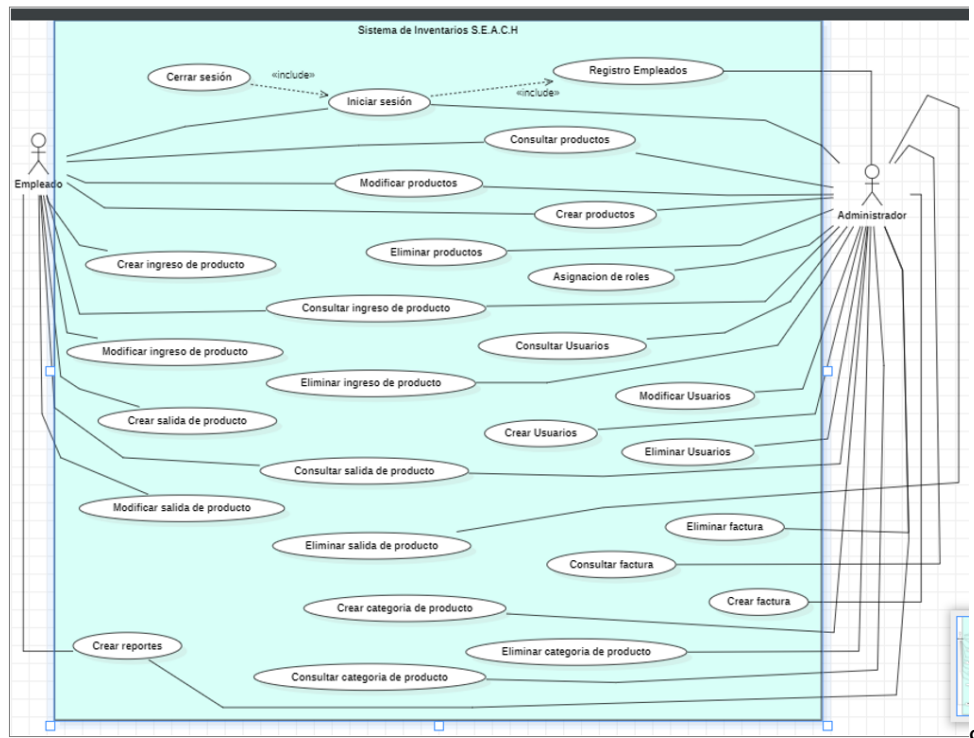 Sistema de Inventarios S.E.A.C.H
Cerrar sesión
«include»
Registro Empleados
«include»
Iniciar sesión
Consultar productos
Empleado
Modificar productos
Crear productos
Administrador
Eliminar productos
Crear ingreso de producto
Asignacion de roles
Consultar ingreso de producto
Consultar Usuarios
Modificar ingreso de producto
Eliminar ingreso de producto
Modificar Usuarios
Crear salida de producto
Crear Usuarios
Eliminar Usuarios
Consultar salida de producto
Modificar salida de producto
Eliminar factura
Eliminar salida de producto
Consultar factura
Crear categoria de producto
Crear factura
Crear reportes
Eliminar categoria de producto
Consultar categoria de producto